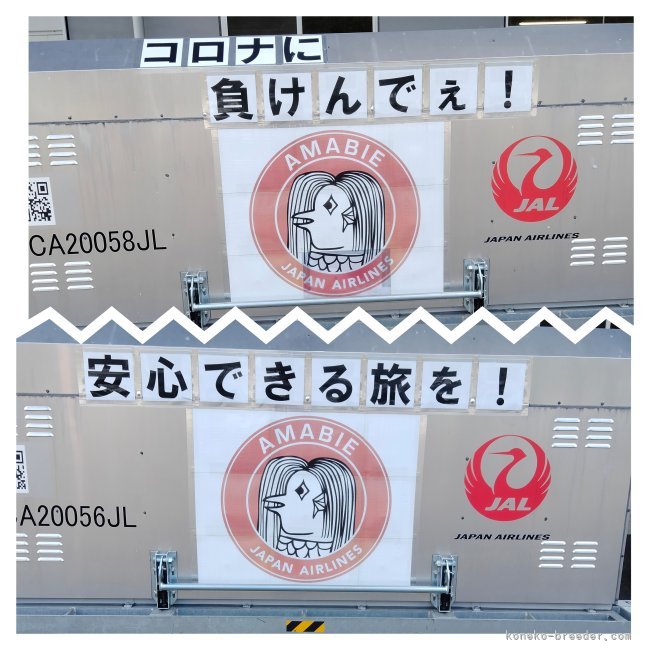 コロナに
負けんでぇ！
AMABIE
JAPAN AIRLINES
JAL
JAPAN AIRLINES
CA20058JL
安心できる旅を！
AMABIE
JAPAN AIRLINES
JAL
JAPAN AIRLINES
A20056JL
koneko-breeder.com